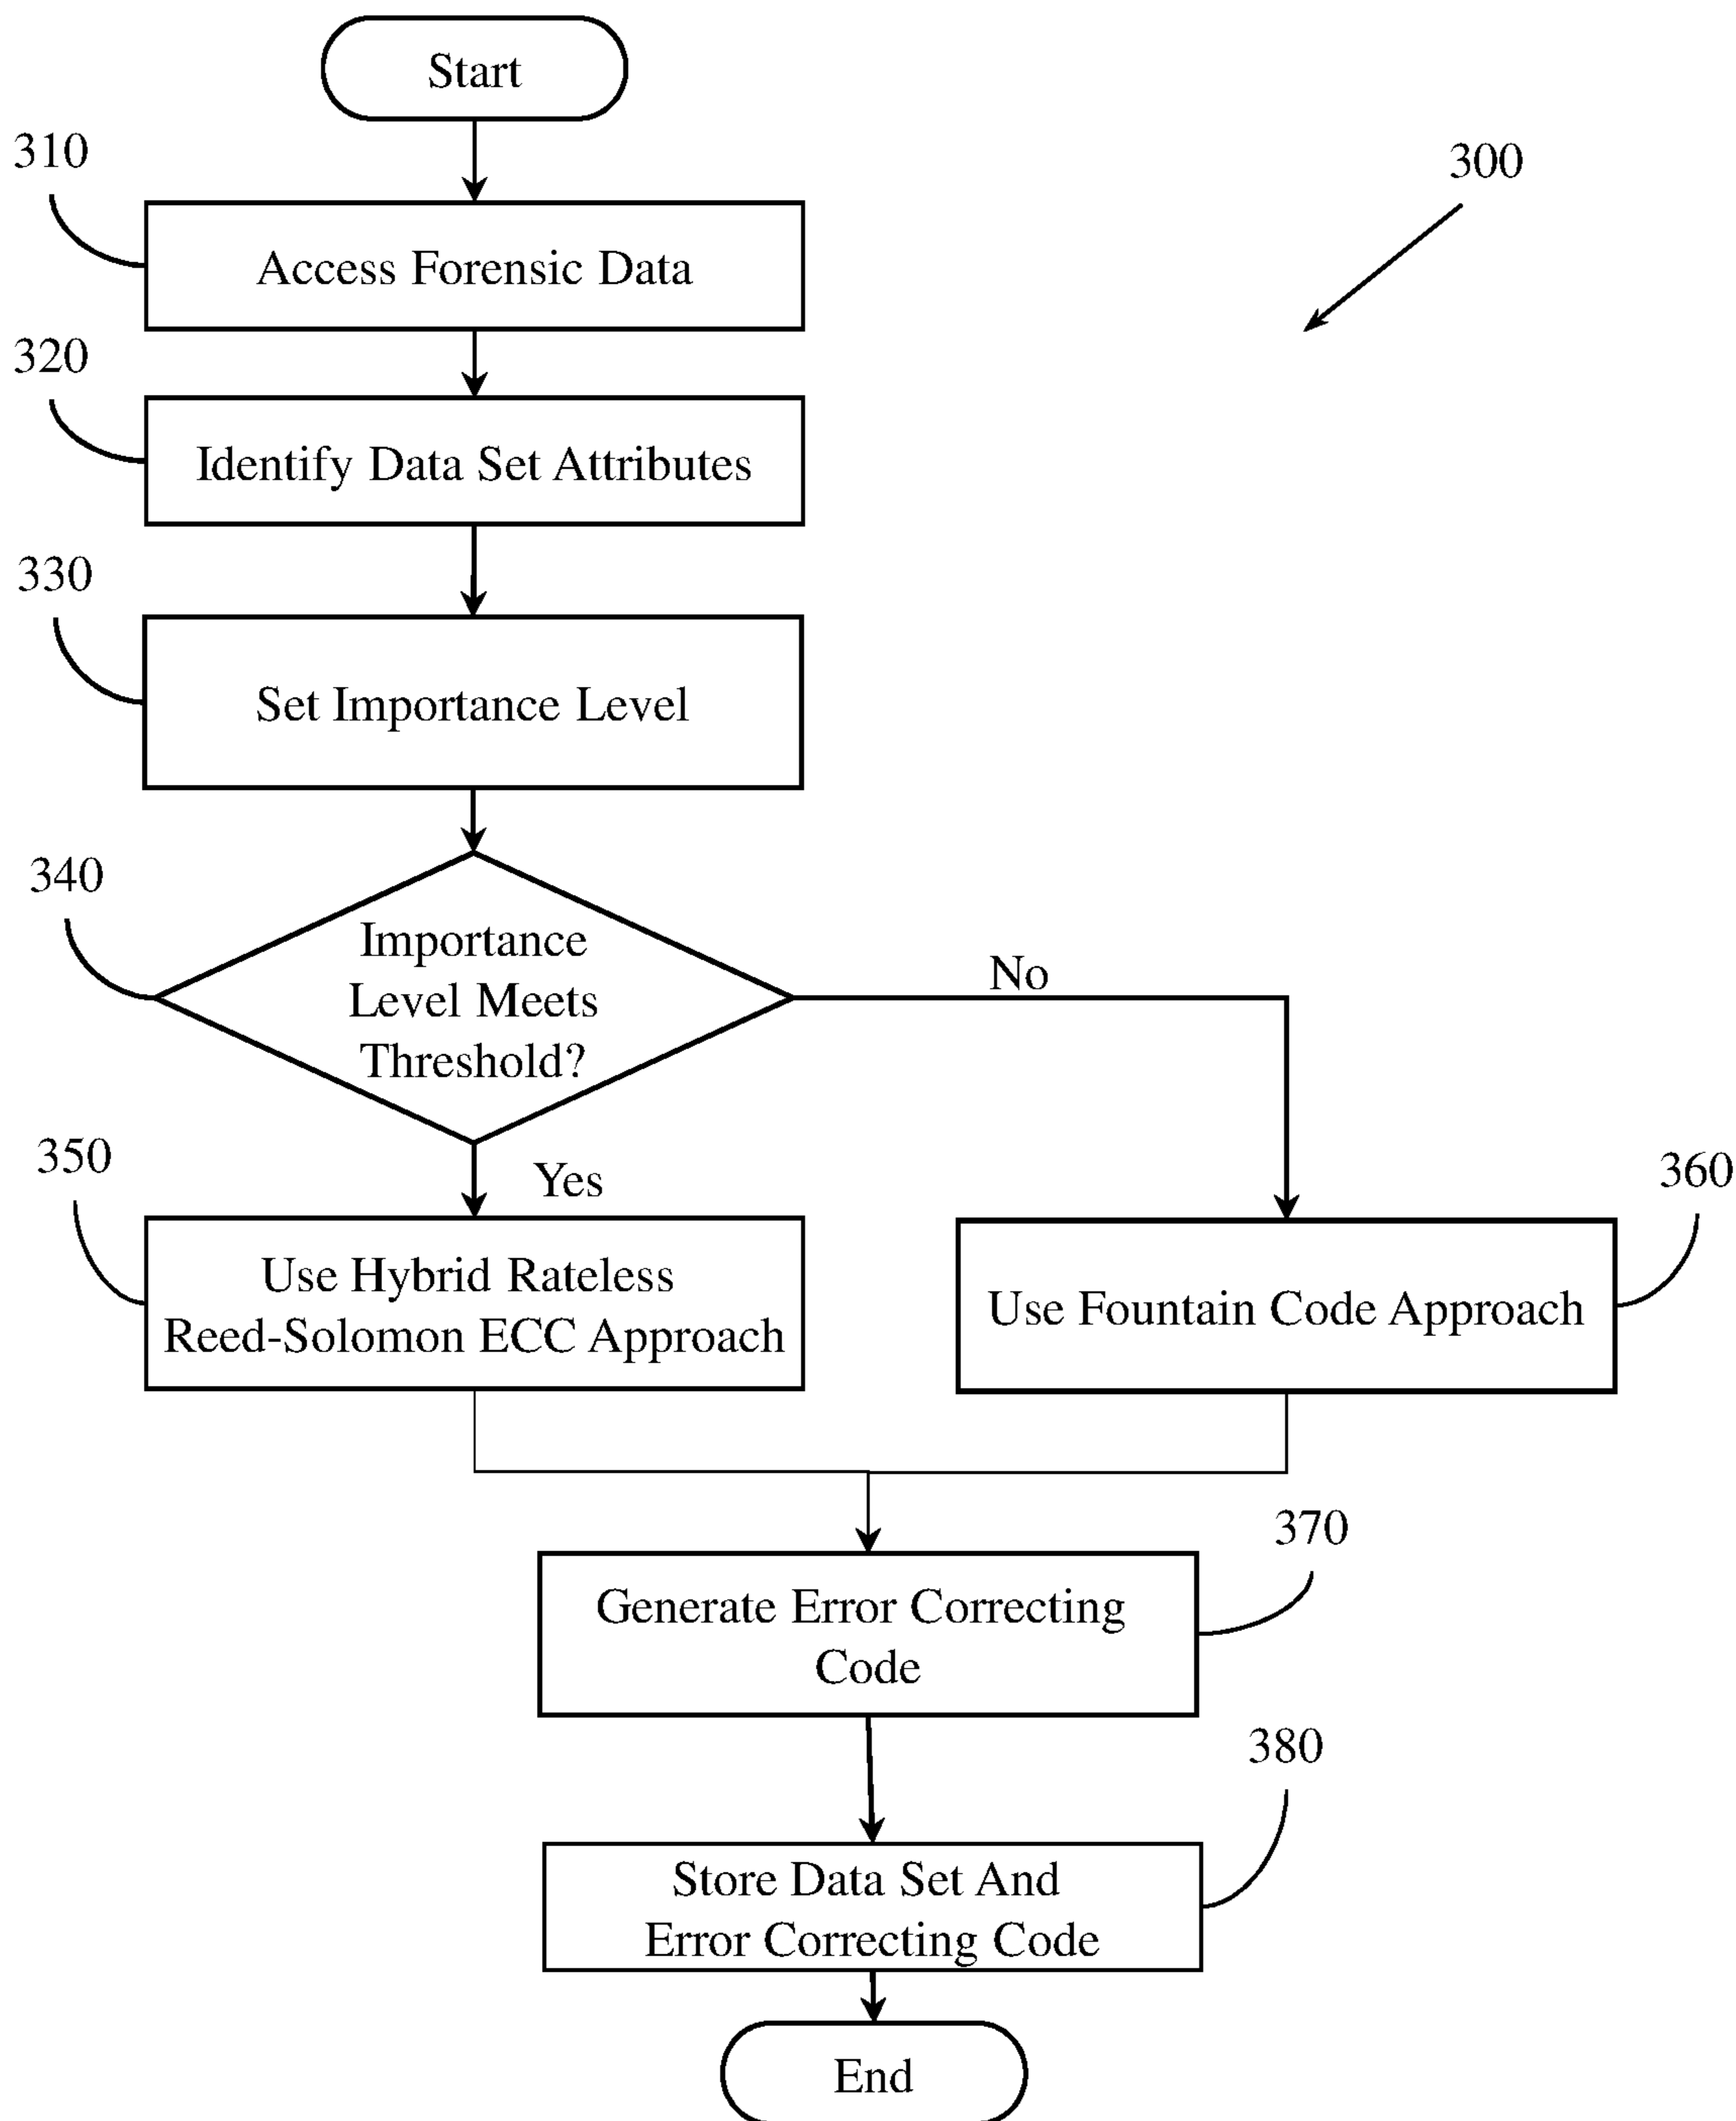 Start
310
300
Access Forensic Data
320
Identify Data Set Attributes
330
Set Importance Level
340
Importance
Level Meets
Threshold?
No
Yes
350
360
Use Hybrid Rateless
Reed-Solomon ECC Approach
Use Fountain Code Approach
370
Generate Error Correcting
Code
380
Store Data Set And
Error Correcting Code
End